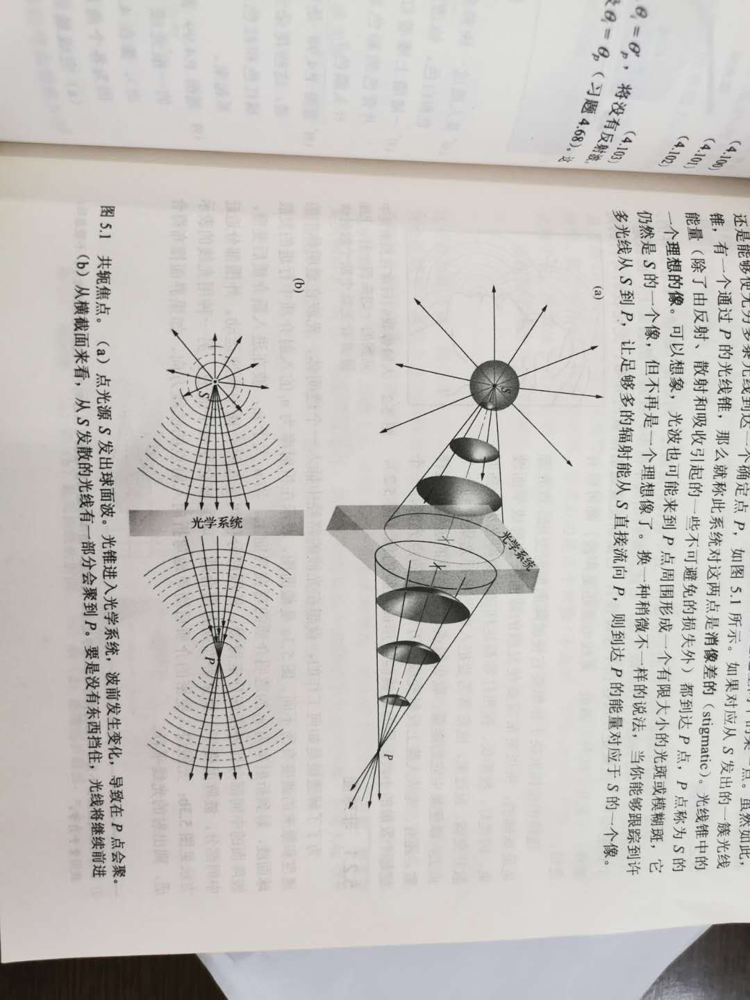 θᵢ = θₚ，将没有反射波，
θᵢ = θₚ（习题 4.68）。这
(4.100)
(4.101)
(4.102)
(4.103)
还是能够使无穷多条光线到达一个确定点 P，如图 5.1 所示。如果对应从 S 发出的一簇光线
锥，有一个通过 P 的光线锥，那么就称此系统对这两点是消像差的（stigmatic）。光线锥中的
能量（除了由反射、散射和吸收引起的一些不可避免的损失外）都到达 P 点，P 点称为 S 的
一个理想的像。可以想象，光波也可能来到 P 点周围形成一个有限大小的光斑或模糊斑，它
仍然是 S 的一个像，但不再是一个理想像了。换一种稍微不一样的说法，当你能够跟踪到许
多光线从 S 到 P，让足够多的辐射能从 S 直接流向 P，则到达 P 的能量对应于 S 的一个像。
(a)
S
光学系统
P
(b)
S
光学系统
P
图 5.1 共轭焦点。（a）点光源 S 发出球面波。光锥进入光学系统，波前发生变化，导致在 P 点会聚。
（b）从横截面来看，从 S 发散的光线有一部分会聚到 P。要是没有东西挡住，光线将继续前进